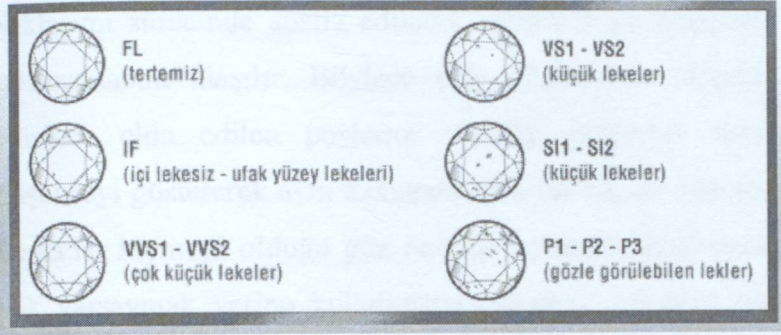 FL
(tertemiz)
IF
(içi lekesiz - ufak yüzey lekeleri)
VVS1 - VVS2
(çok küçük lekeler)
VS1 - VS2
(küçük lekeler)
SI1 - SI2
(küçük lekeler)
P1 - P2 - P3
(gözle görülebilen lekler)